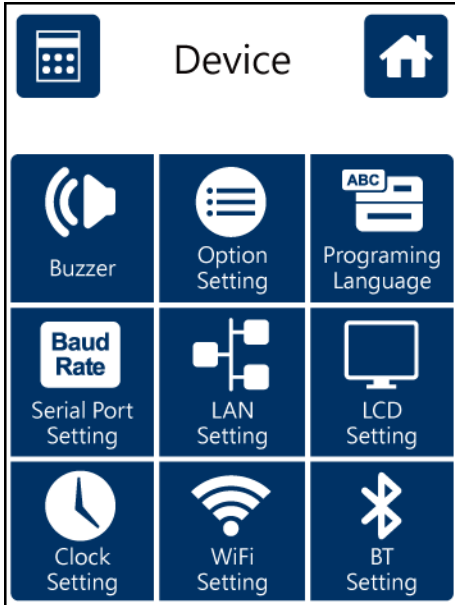 Device
Buzzer
Option
Setting
ABC
Programing
Language
Baud
Rate
Serial Port
Setting
LAN
Setting
LCD
Setting
Clock
Setting
WiFi
Setting
BT
Setting